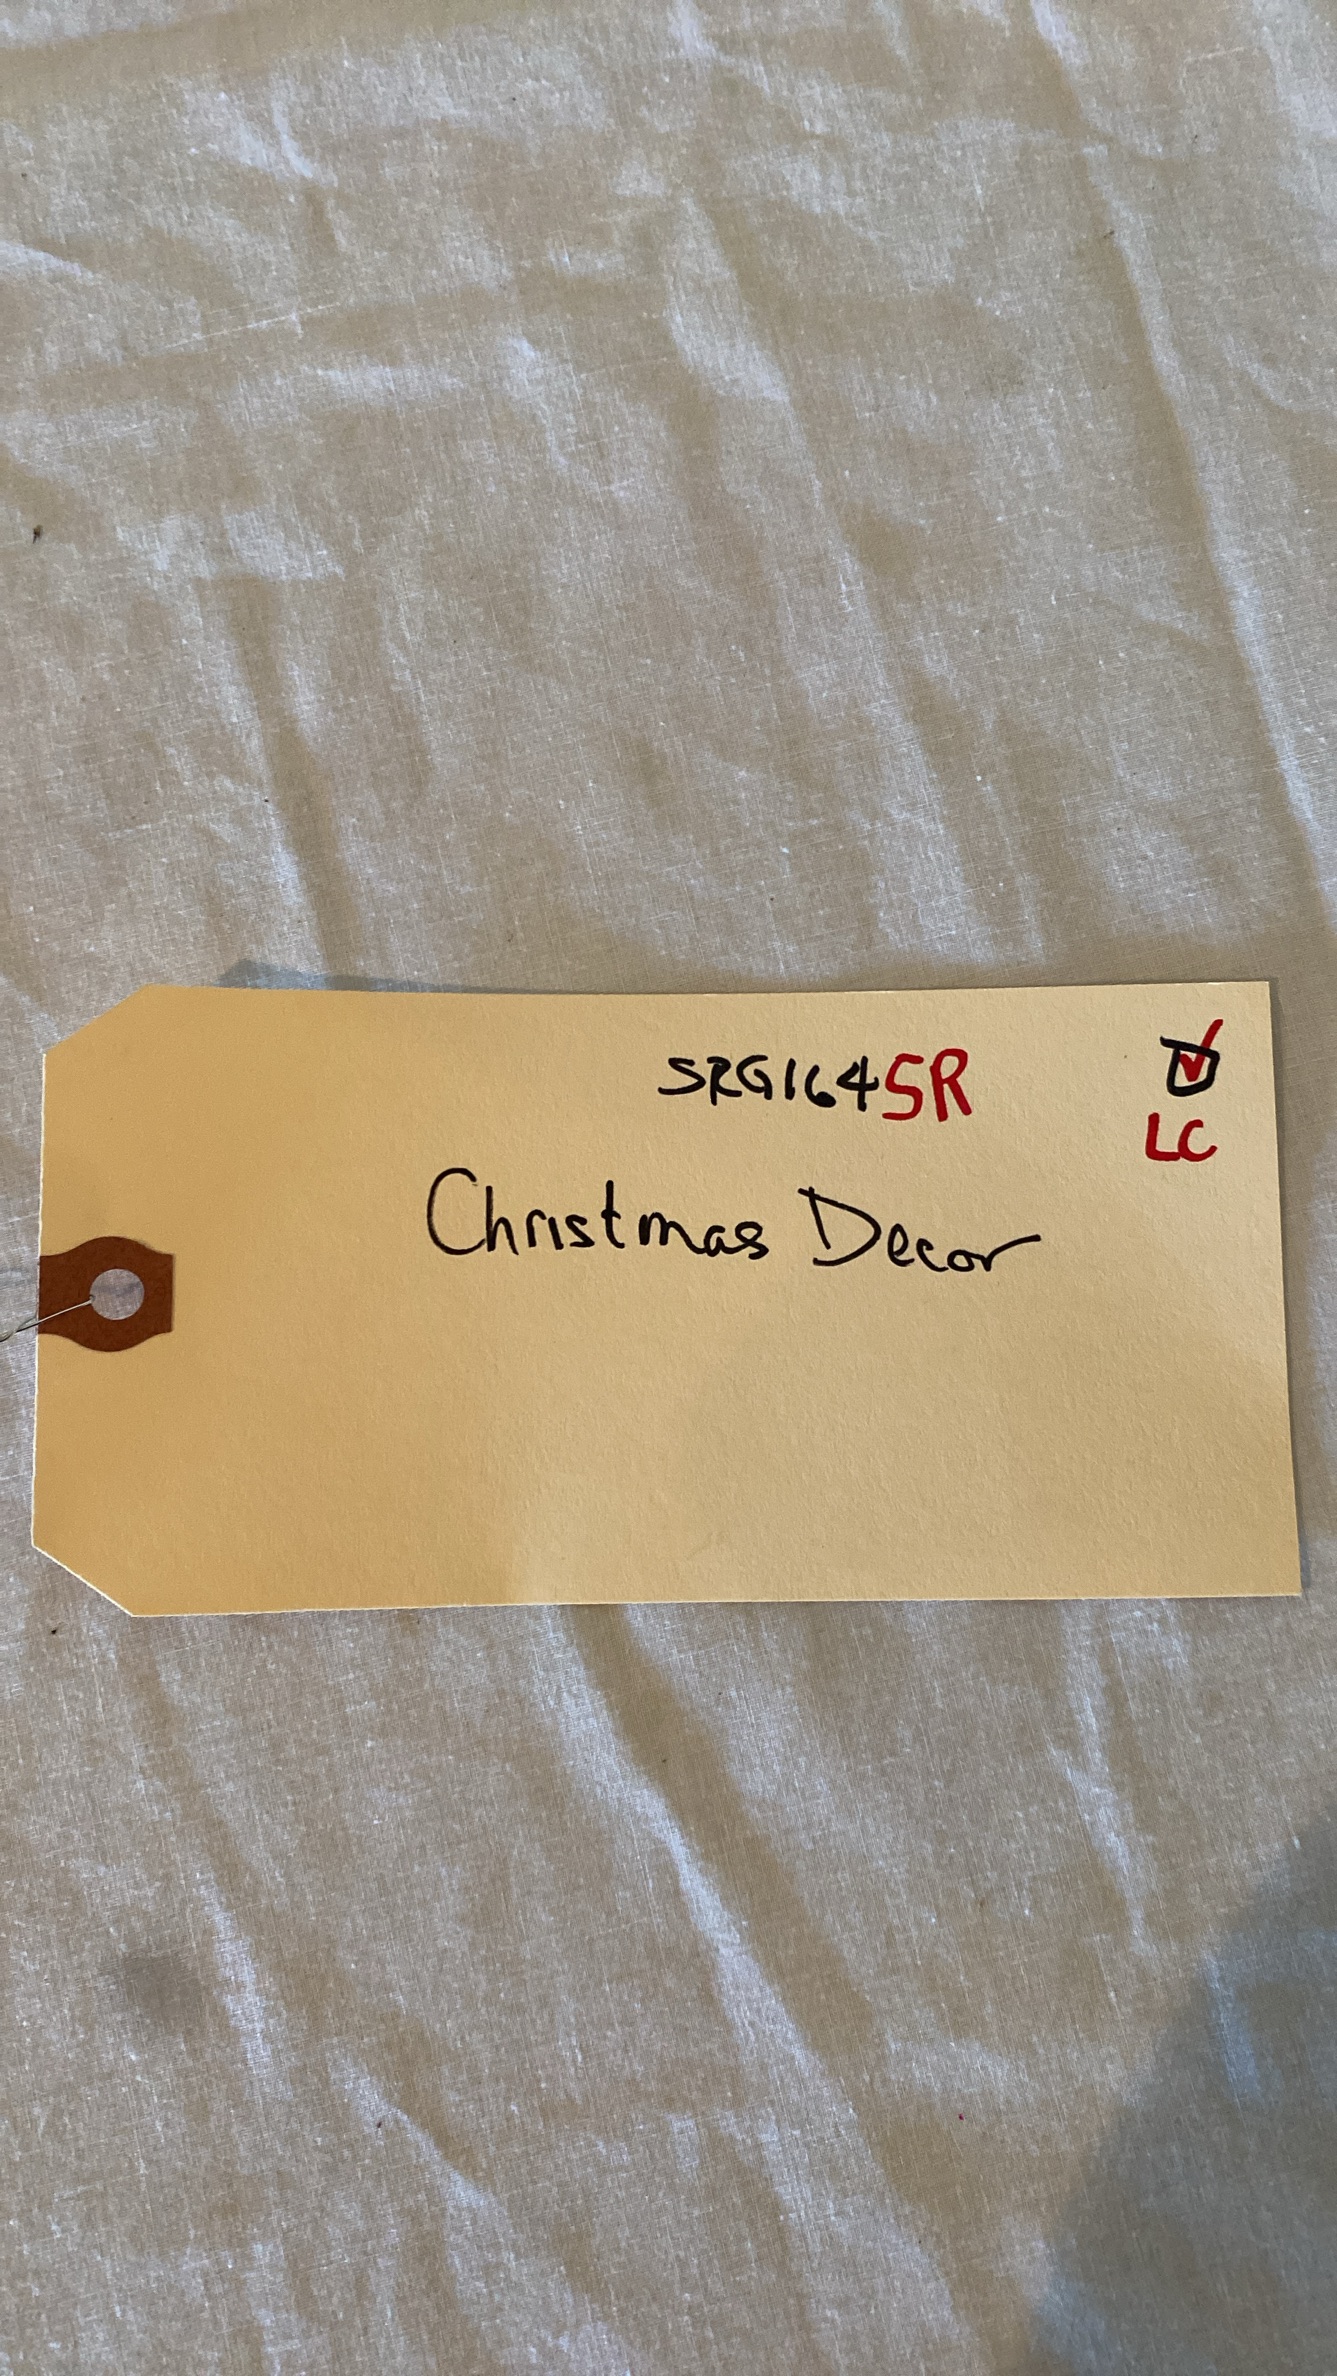 SRG164SR
☑
LC
Christmas Decor